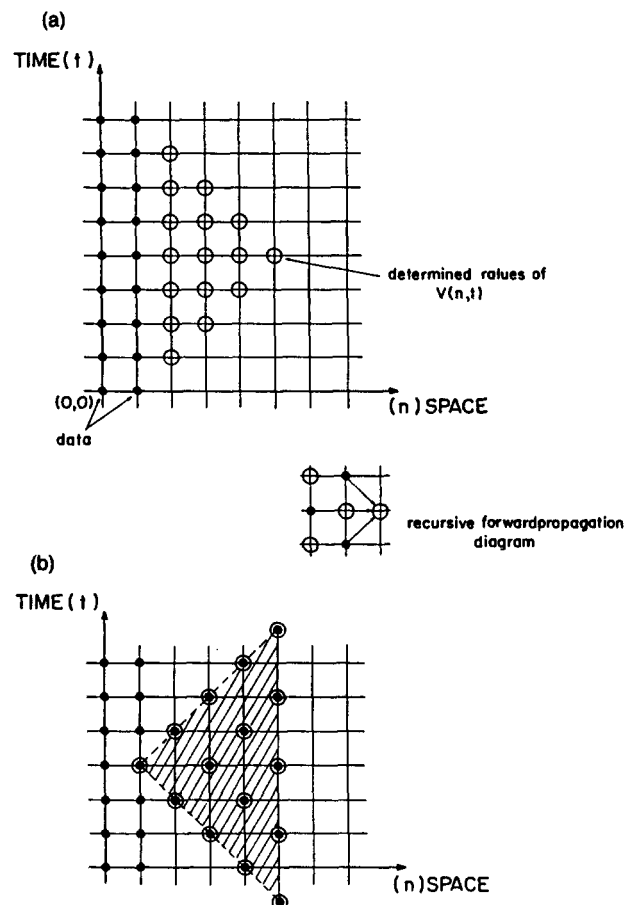 (a)
TIME(t)
determined ralues of
V(n,t)
(0,0)
(n)SPACE
data
recursive forwardpropagation
diagram
(b)
TIME(t)
(n)SPACE